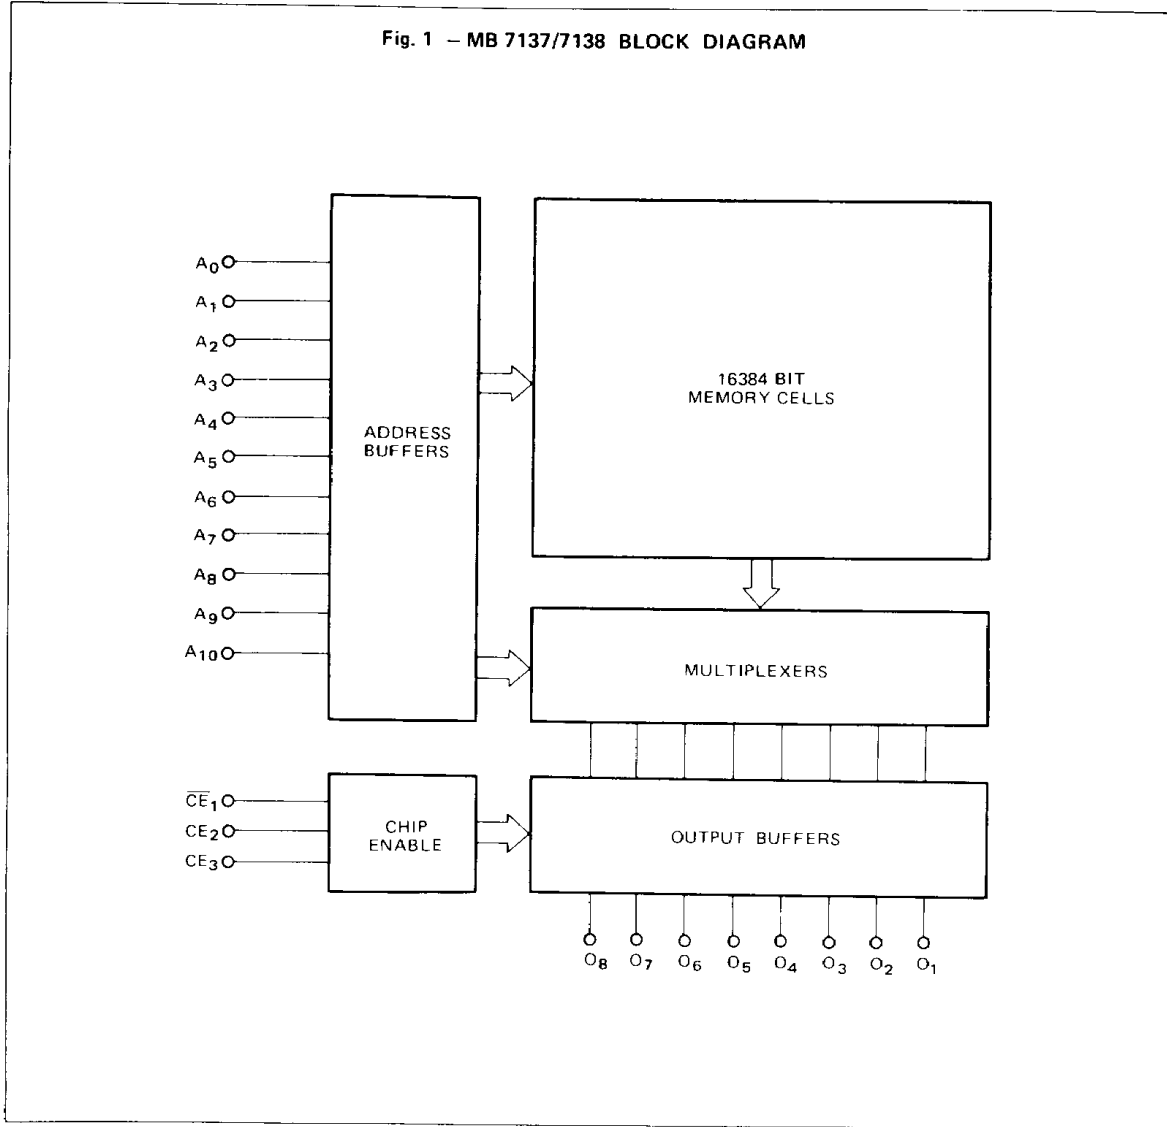 Fig. 1 – MB 7137/7138 BLOCK DIAGRAM
A₀
A₁
A₂
A₃
A₄
A₅
A₆
A₇
A₈
A₉
A₁₀
ADDRESS
BUFFERS
16384 BIT
MEMORY CELLS
MULTIPLEXERS
C̅E̅₁
CE₂
CE₃
CHIP
ENABLE
OUTPUT BUFFERS
O₈ O₇ O₆ O₅ O₄ O₃ O₂ O₁